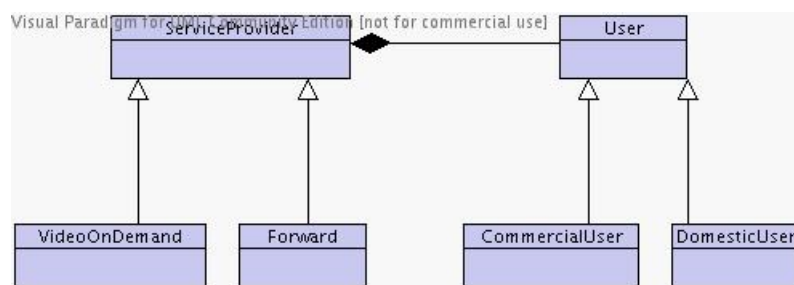 Visual Paradigm for UML Community Edition [not for commercial use]
ServiceProvider
User
VideoOnDemand
Forward
CommercialUser
DomesticUser